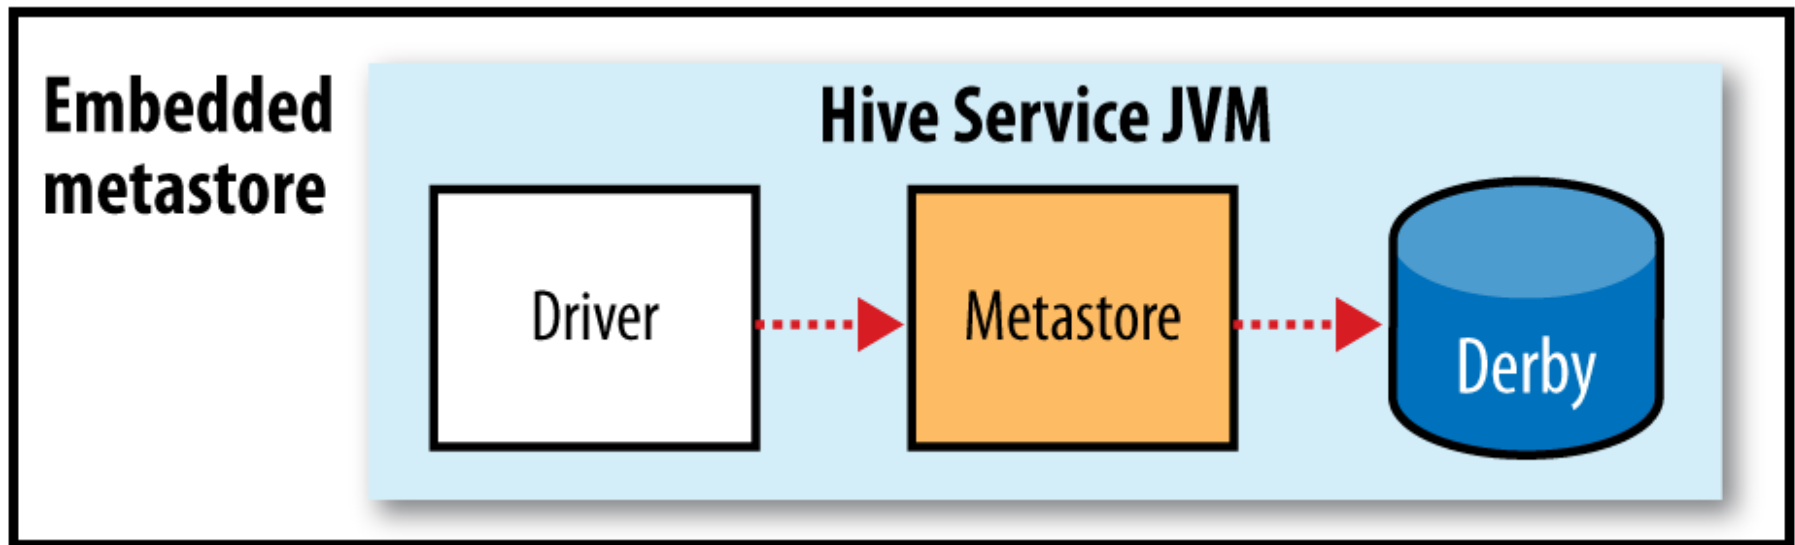 Embedded
metastore
Hive Service JVM
Driver
Metastore
Derby